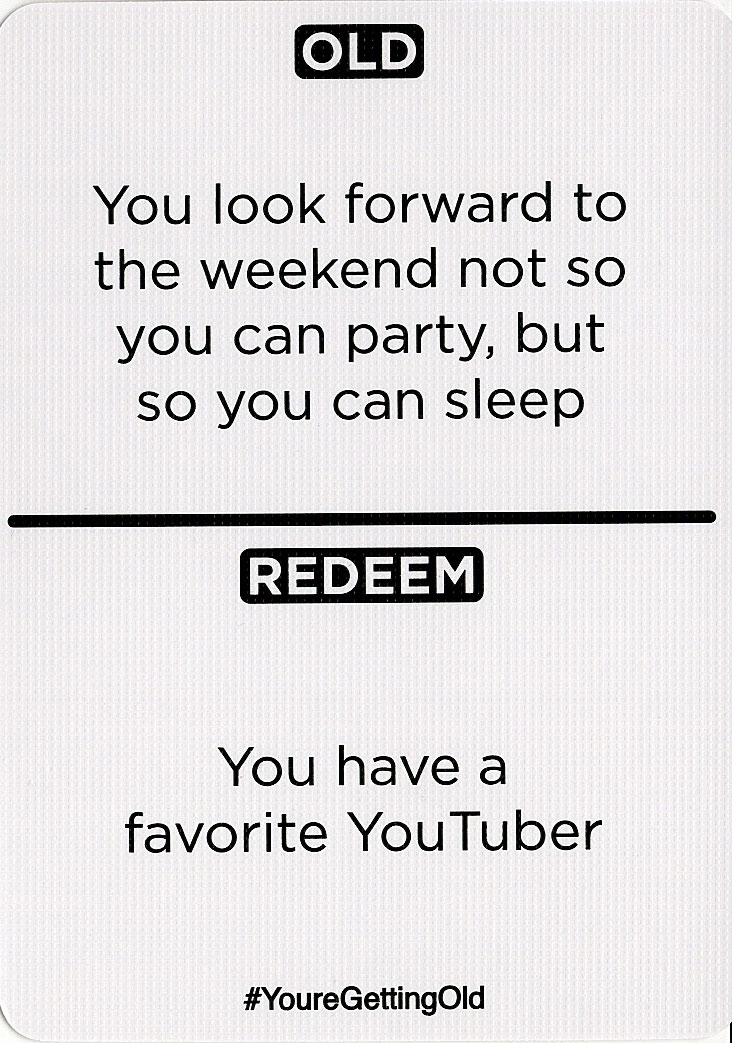 OLD
You look forward to
the weekend not so
you can party, but
so you can sleep
REDEEM
You have a
favorite YouTuber
#YoureGettingOld